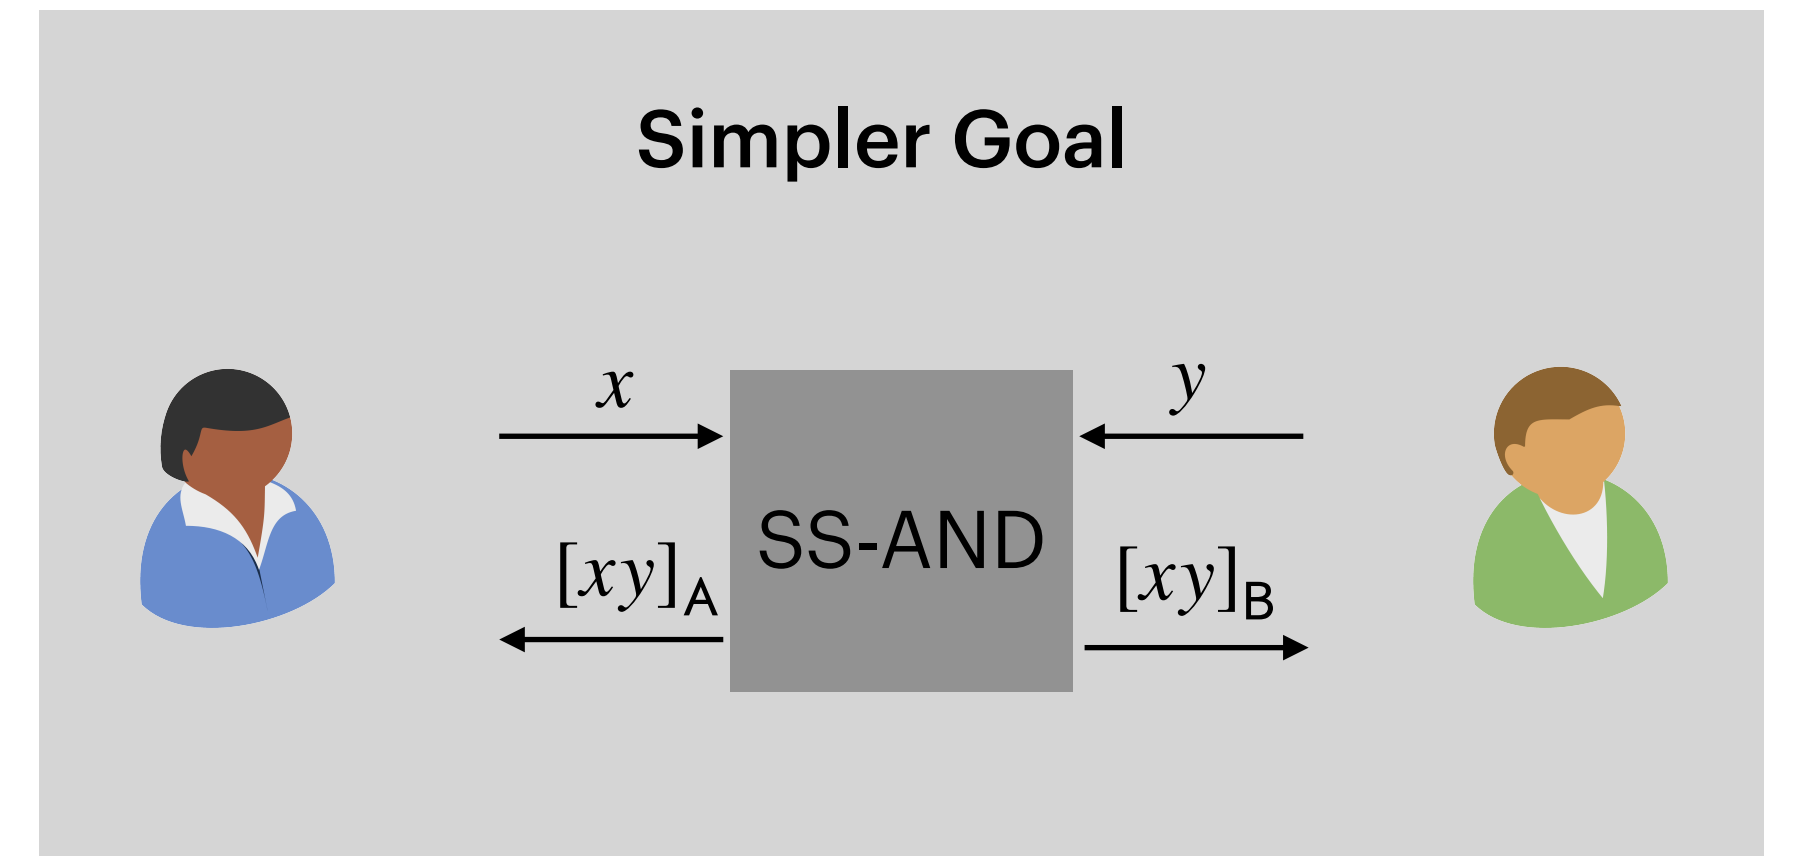 Simpler Goal
x
y
SS-AND
[xy]A
[xy]B